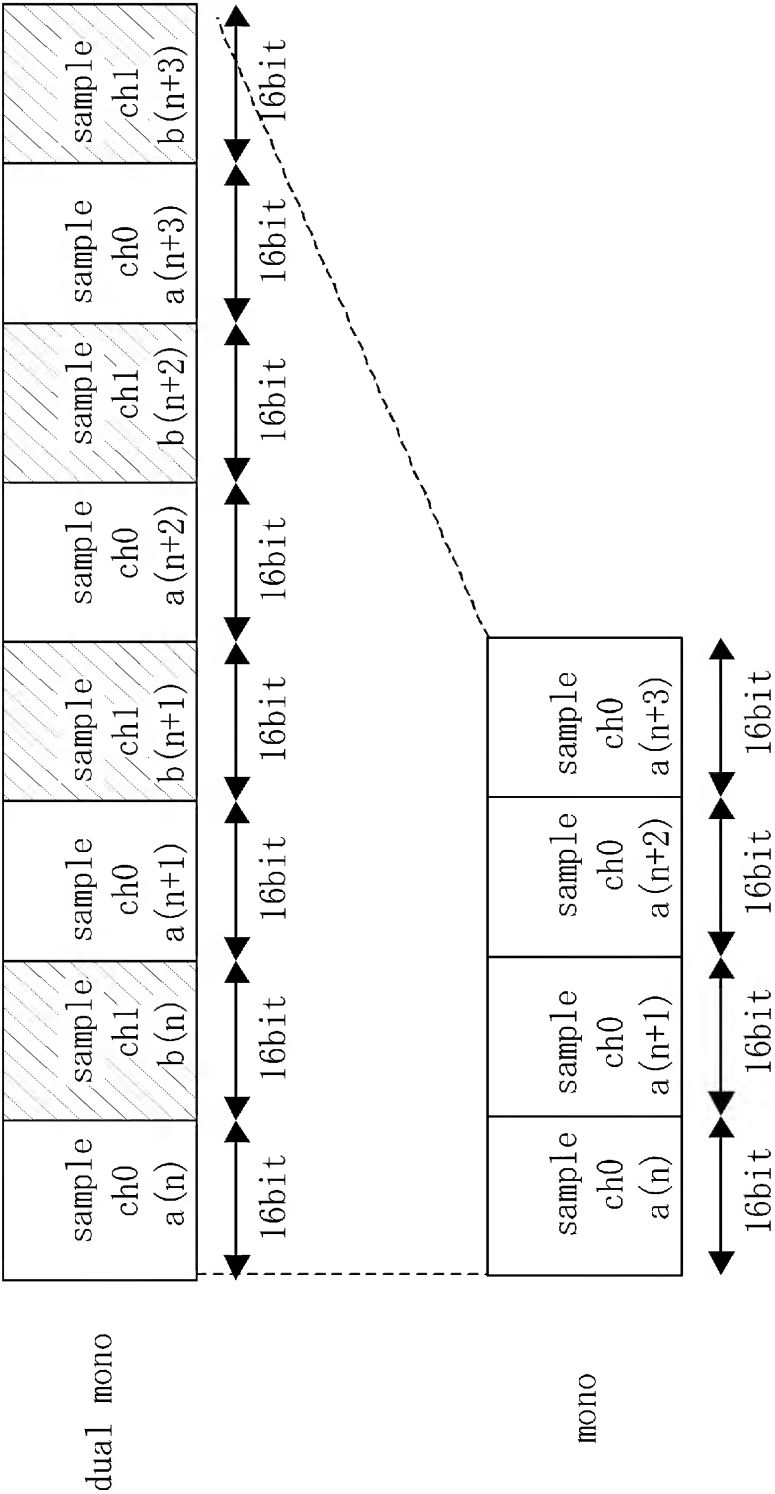 dual mono
sample
ch0
a(n)
sample
ch1
b(n)
sample
ch0
a(n+1)
sample
ch1
b(n+1)
sample
ch0
a(n+2)
sample
ch1
b(n+2)
sample
ch0
a(n+3)
sample
ch1
b(n+3)
16bit
16bit
16bit
16bit
16bit
16bit
16bit
16bit
mono
sample
ch0
a(n)
sample
ch0
a(n+1)
sample
ch0
a(n+2)
sample
ch0
a(n+3)
16bit
16bit
16bit
16bit